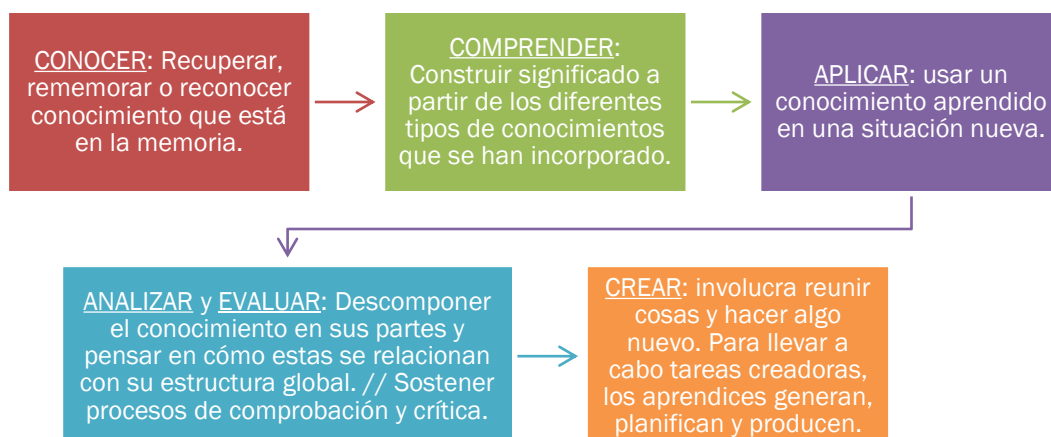 CONOCER: Recuperar,
rememorar o reconocer
conocimiento que está
en la memoria.
COMPRENDER:
Construir significado a
partir de los diferentes
tipos de conocimientos
que se han incorporado.
APLICAR: usar un
conocimiento aprendido
en una situación nueva.
ANALIZAR y EVALUAR: Descomponer
el conocimiento en sus partes y
pensar en cómo estas se relacionan
con su estructura global. // Sostener
procesos de comprobación y crítica.
CREAR: involucra reunir
cosas y hacer algo
nuevo. Para llevar a
cabo tareas creadoras,
los aprendices generan,
planifican y producen.